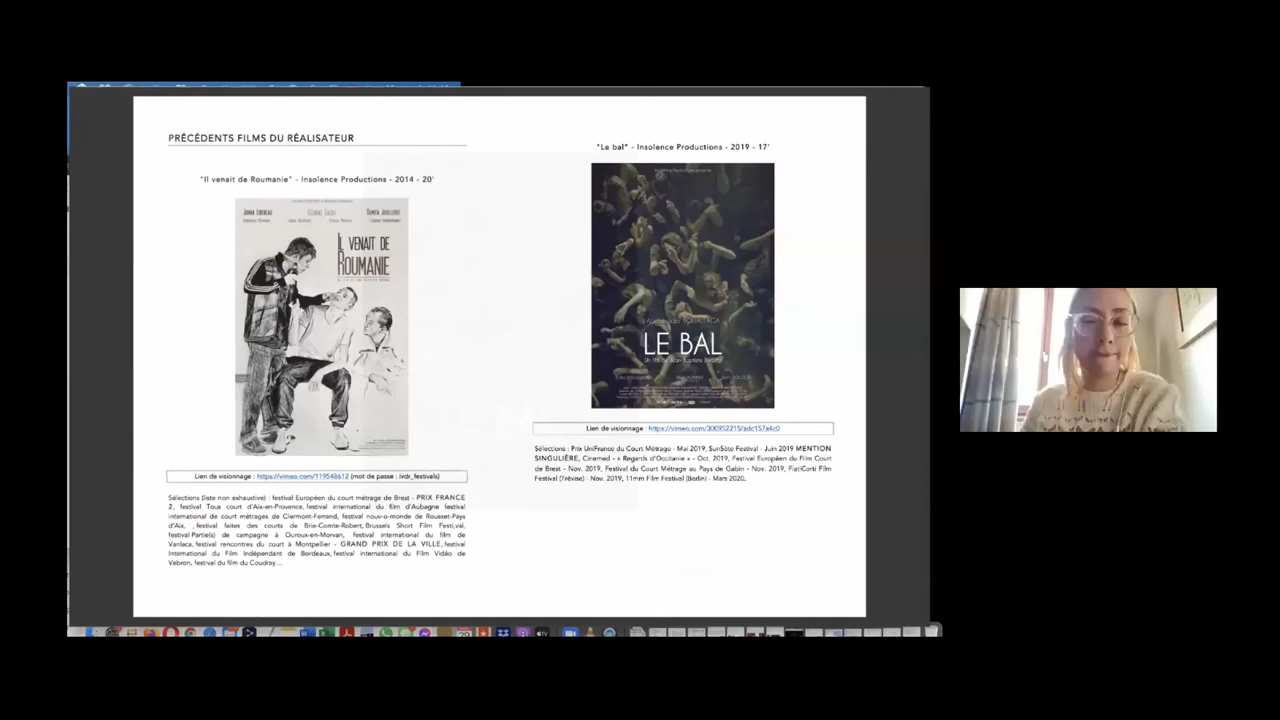 PRÉCÉDENTS FILMS DU RÉALISATEUR
"Il venait de Roumanie" - Insolence Productions - 2014 - 20'
IL VENAIT DE
ROUMANIE
Lien de visionnage : https://vimeo.com/119548612 (mot de passe : ivdr_festivals)
Sélections (liste non exhaustive) : festival Européen du court métrage de Brest - PRIX FRANCE
2, festival Tous court d'Aix-en-Provence, festival international du film d'Aubagne festival
international de court métrages de Clermont-Ferrand, festival nouv-o-monde de Rousset-Pays
d'Aix, , festival faites des courts de Brie-Comte-Robert, Brussels Short Film Festi,val,
festival Partie(s) de campagne à Ouroux-en-Morvan, festival international du film de
Vanlaca, festival rencontres du court à Montpellier - GRAND PRIX DE LA VILLE, festival
International du Film Indépendant de Bordeaux, festival international du Film Vidéo de
Vebron, festival du film du Coudray...
"Le bal" - Insolence Productions - 2019 - 17'
LE BAL
Lien de visionnage : https://vimeo.com/300952215/adc157a4c0
Sélections : Prix UniFrance du Court Métrage - Mai 2019, SunSète Festival - Juin 2019 MENTION
SINGULIÈRE, Cinemed - « Regards d'Occitanie » - Oct. 2019, Festival Européen du Film Court
de Brest - Nov. 2019, Festival du Court Métrage au Pays de Gabin - Nov. 2019, FiatiCorti Film
Festival (Trévise) - Nov. 2019, 11mm Film Festival (Berlin) - Mars 2020.